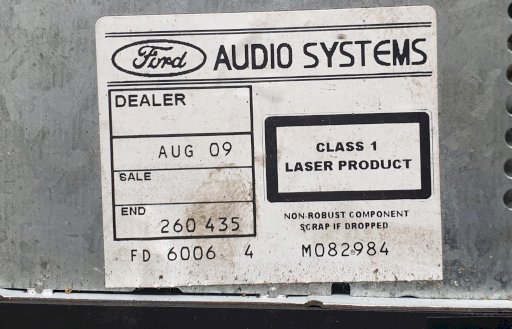 Ford AUDIO SYSTEMS
DEALER
AUG 09
SALE
END
260 435
FD 6006 4
CLASS 1
LASER PRODUCT
NON-ROBUST COMPONENT
SCRAP IF DROPPED
M082984